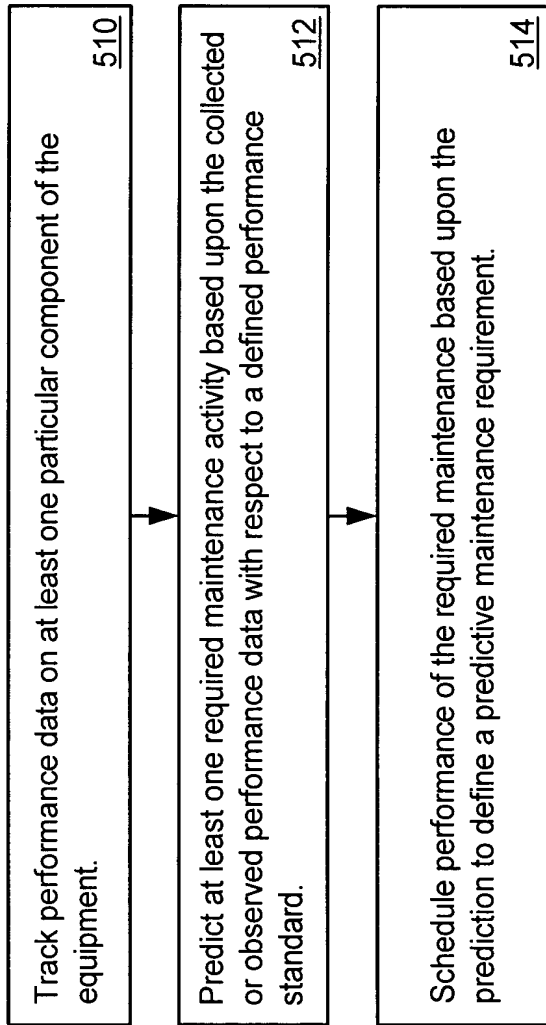 Track performance data on at least one particular component of the
equipment.
510
Predict at least one required maintenance activity based upon the collected
or observed performance data with respect to a defined performance
standard.
512
Schedule performance of the required maintenance based upon the
prediction to define a predictive maintenance requirement.
514